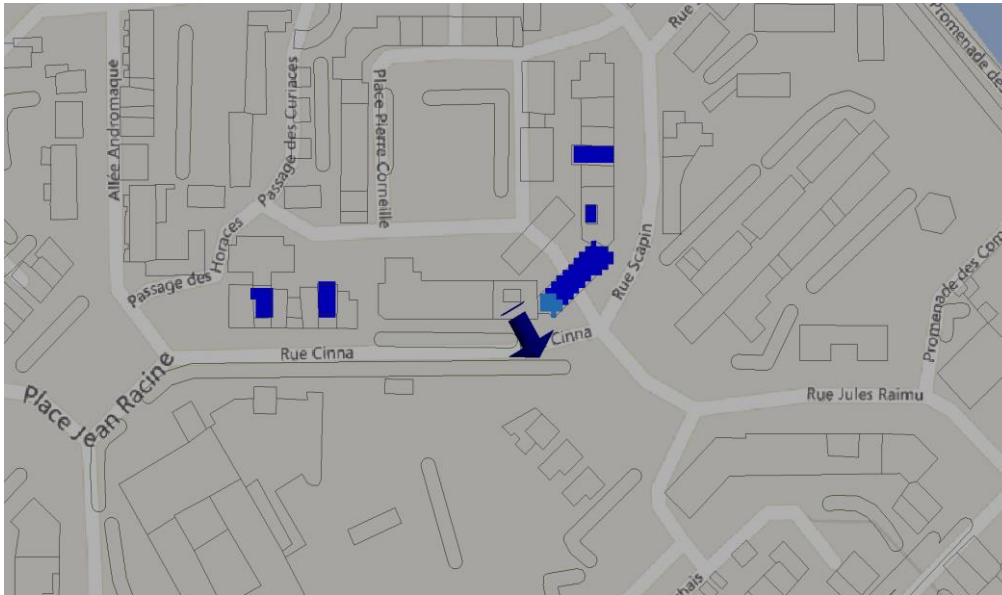 Rue
Promenade de
Allée Andromaque
Passage des Curiaces
Place Pierre Corneille
Passage des Horaces
Rue Scapin
Promenade des Com
Rue Cinna
Cinna
Place Jean Racine
Rue Jules Raimu